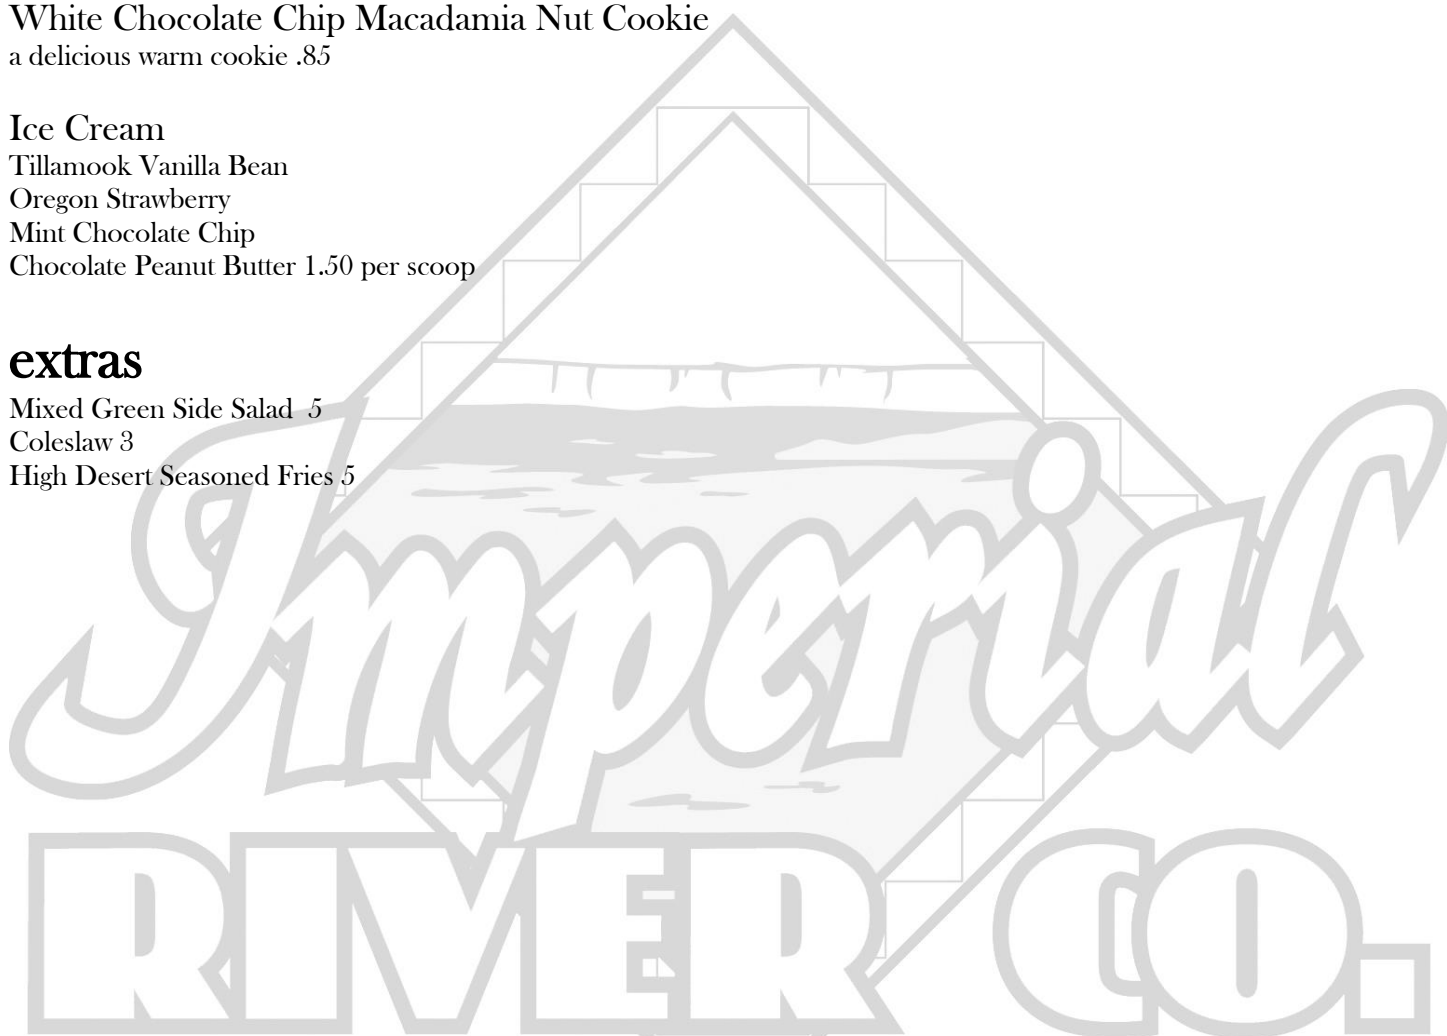 White Chocolate Chip Macadamia Nut Cookie
a delicious warm cookie .85
Ice Cream
Tillamook Vanilla Bean
Oregon Strawberry
Mint Chocolate Chip
Chocolate Peanut Butter 1.50 per scoop
extras
Mixed Green Side Salad 5
Coleslaw 3
High Desert Seasoned Fries 5
Imperial
RIVER CO.